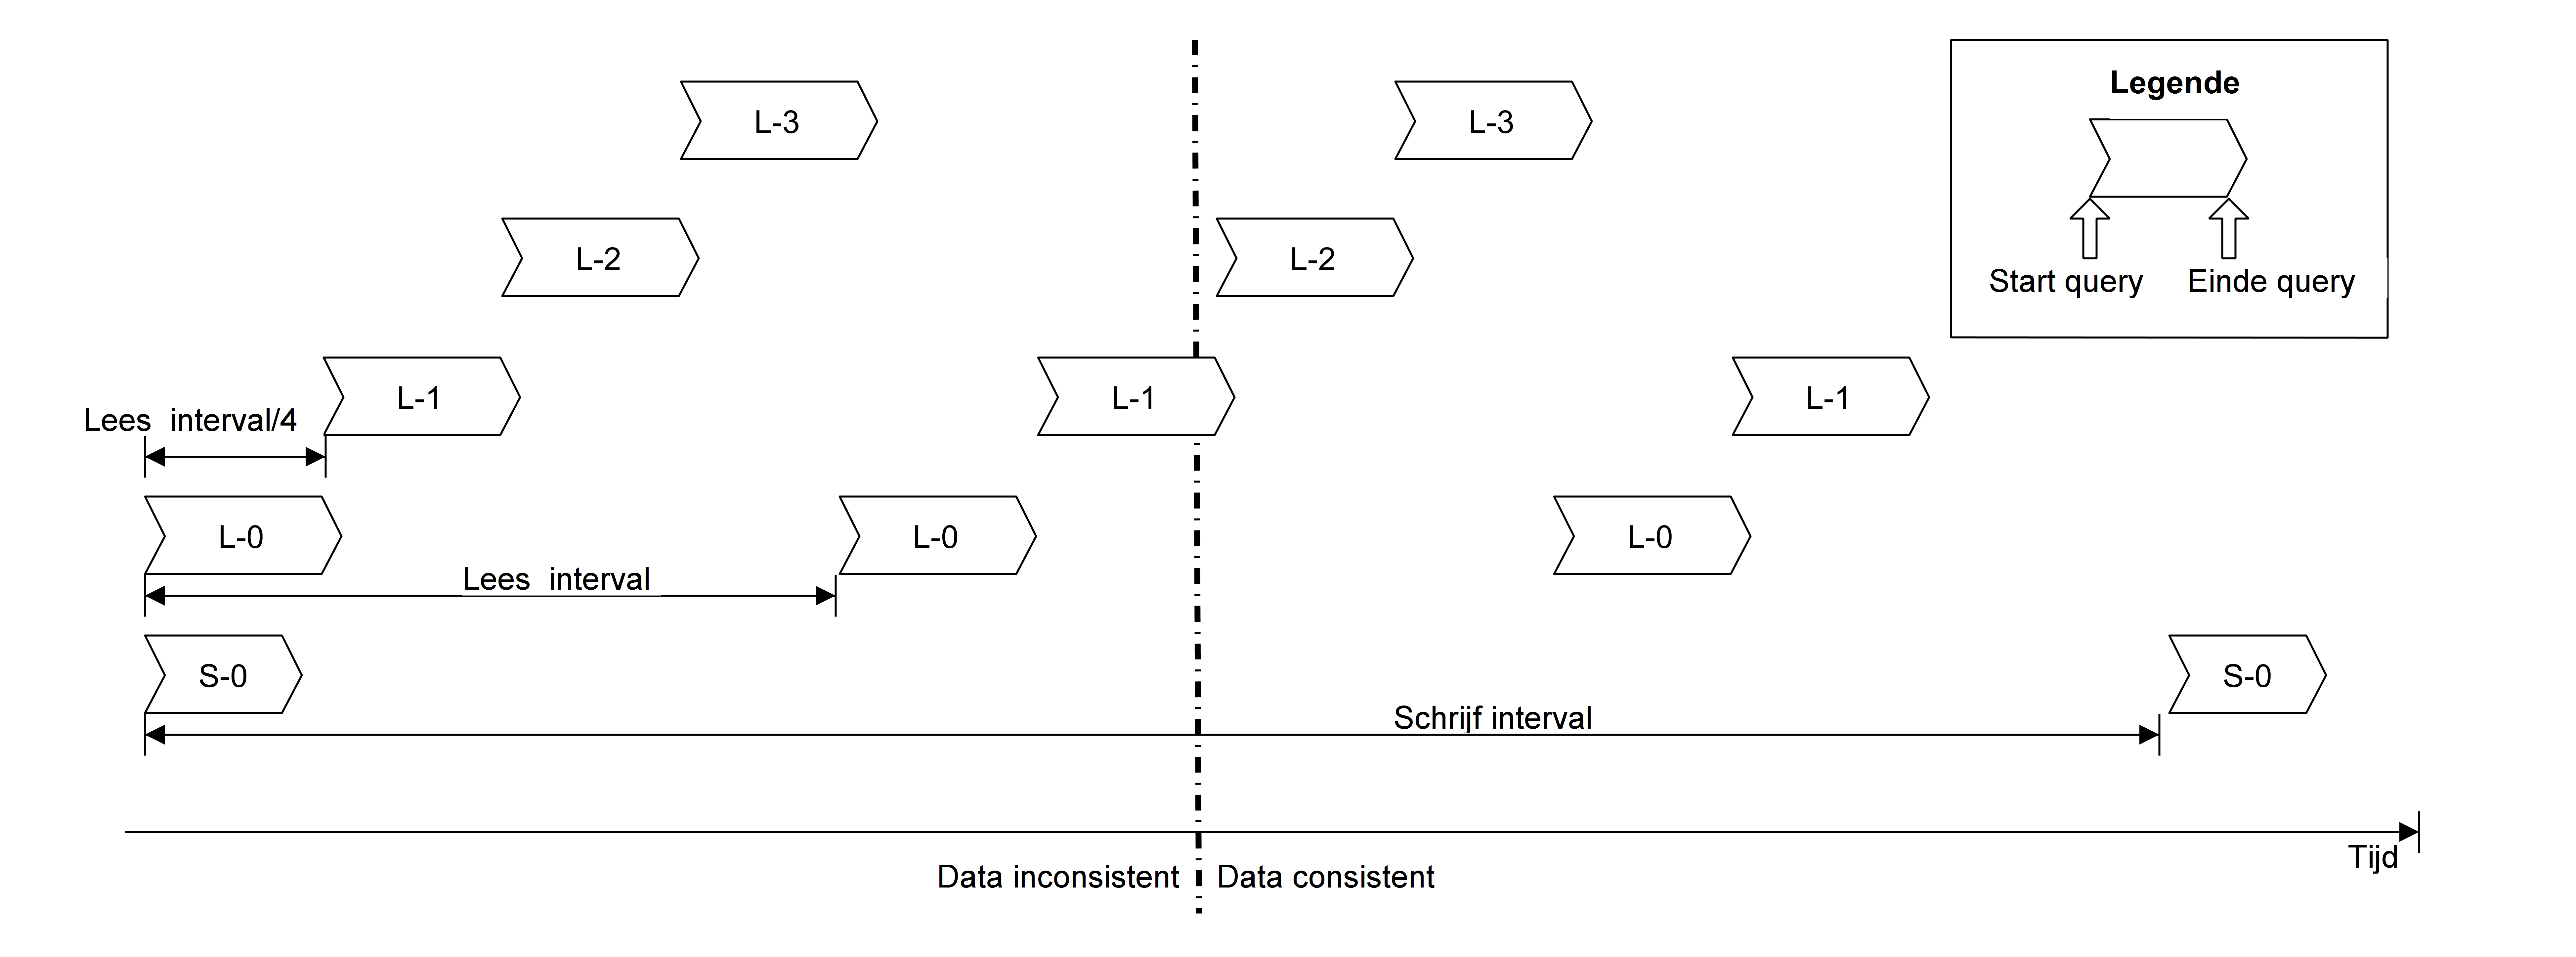 Legende
L-3
L-3
L-2
L-2
Start query
Einde query
L-1
L-1
L-1
Lees interval/4
L-0
L-0
L-0
Lees interval
S-0
S-0
Schrijf interval
Tijd
Data inconsistent
Data consistent